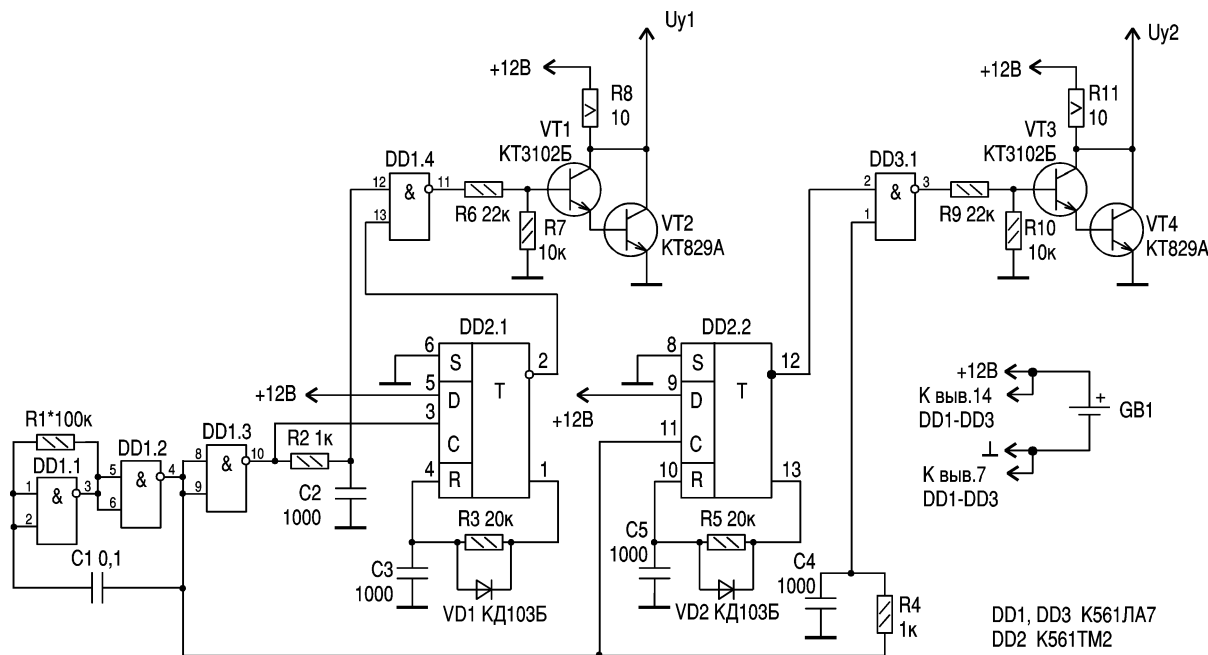 Uy1
+12В
R8
10
VT1
КТ3102Б
DD1.4
12
13
&
11
R6 22к
R7
10к
VT2
КТ829А
Uy2
+12В
R11
10
VT3
КТ3102Б
DD3.1
2
1
&
3
R9 22к
R10
10к
VT4
КТ829А
DD2.1
6
S
T
2
+12В
5
D
3
C
4
R
1
R3 20к
C3
1000
VD1 КД103Б
DD2.2
8
S
T
12
+12В
9
D
11
C
10
R
13
C5
1000
R5 20к
VD2 КД103Б
C4
1000
R4
1к
R1*100к
DD1.1
1
2
&
3
DD1.2
5
6
&
4
DD1.3
8
9
&
10
R2 1к
C2
1000
C1 0,1
+12В
К выв.14
DD1-DD3
+
GB1
⊥
К выв.7
DD1-DD3
DD1, DD3 К561ЛА7
DD2 К561ТМ2